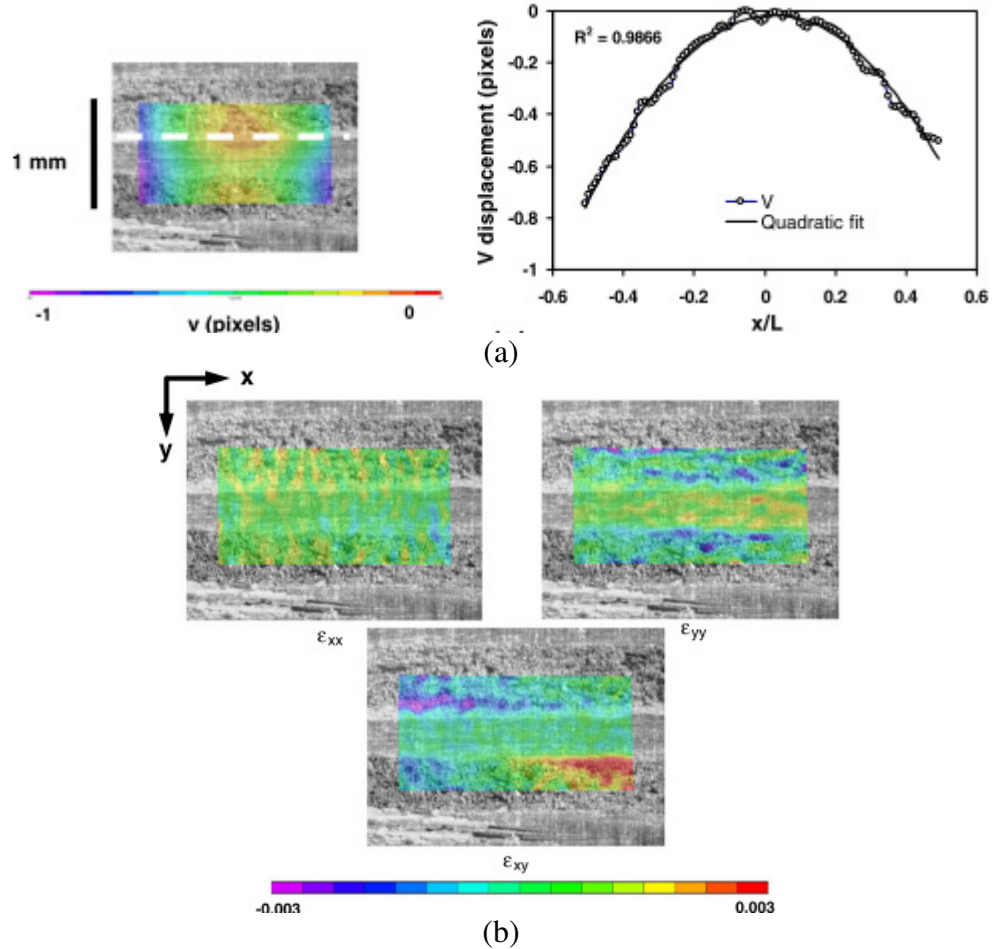 1 mm
-1
0
v (pixels)
R² = 0.9866
V displacement (pixels)
0
-0.2
-0.4
-0.6
-0.8
-1
V
Quadratic fit
-0.6
-0.4
-0.2
0
0.2
0.4
0.6
x/L
(a)
x
y
εxx
εyy
εxy
-0.003
0.003
(b)